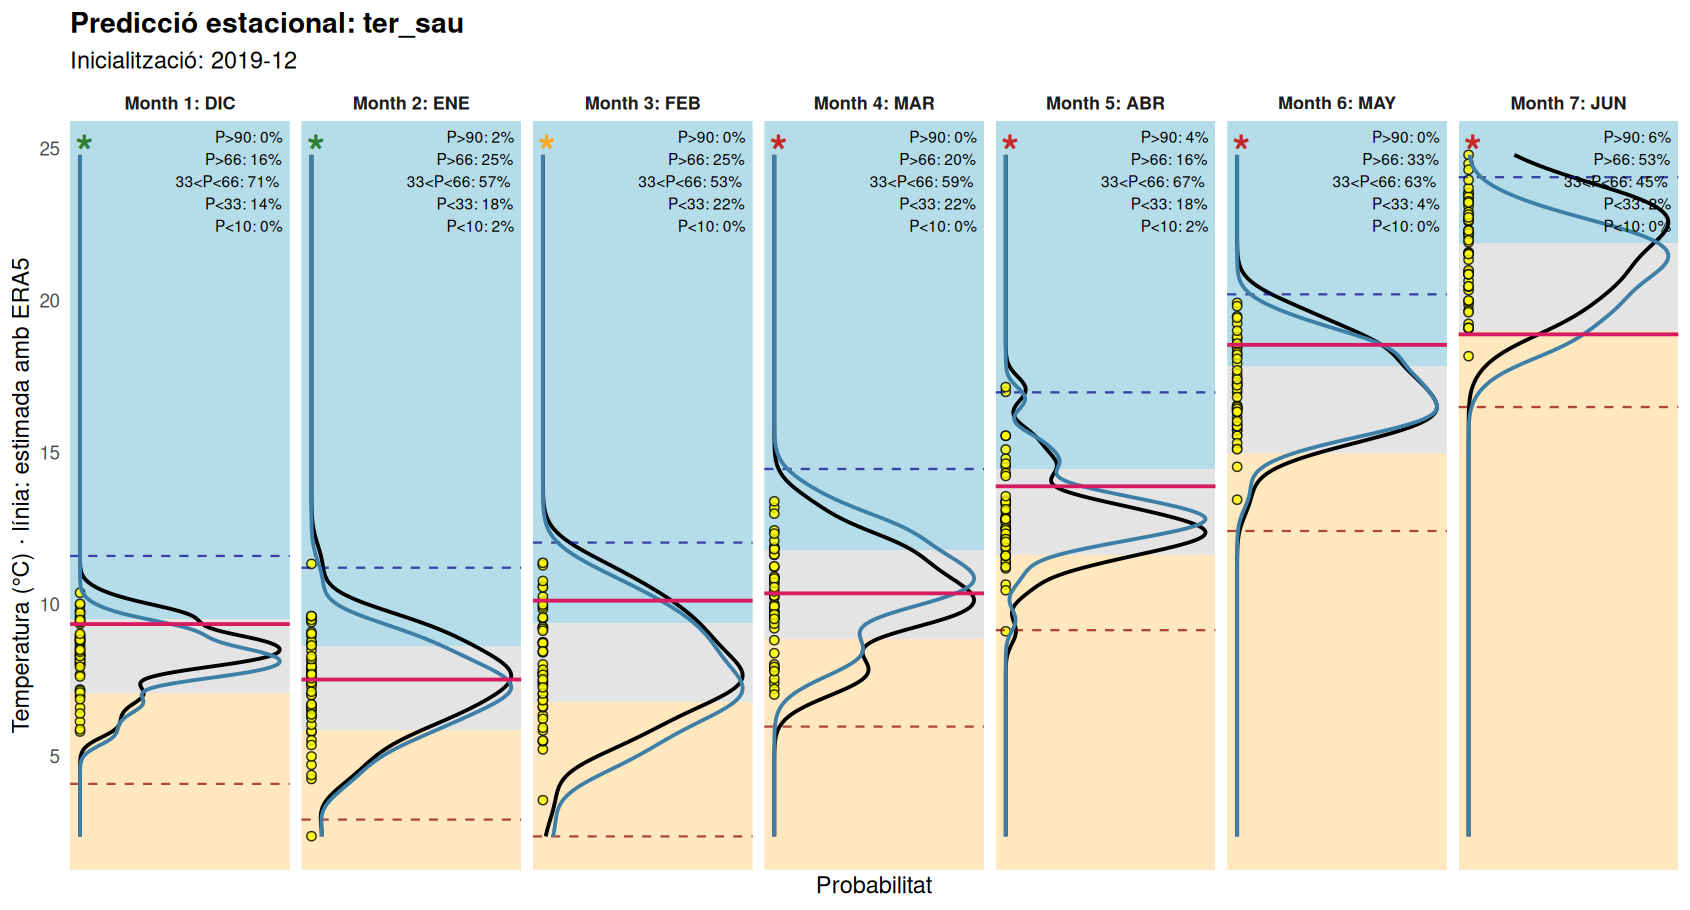 Predicció estacional: ter_sau
Inicialització: 2019-12
Month 1: DIC
Month 2: ENE
Month 3: FEB
Month 4: MAR
Month 5: ABR
Month 6: MAY
Month 7: JUN
P>90: 0%
P>66: 16%
33<P<66: 71%
P<33: 14%
P<10: 0%
P>90: 2%
P>66: 25%
33<P<66: 57%
P<33: 18%
P<10: 2%
P>90: 0%
P>66: 25%
33<P<66: 53%
P<33: 22%
P<10: 0%
P>90: 0%
P>66: 20%
33<P<66: 59%
P<33: 22%
P<10: 0%
P>90: 4%
P>66: 16%
33<P<66: 67%
P<33: 18%
P<10: 2%
P>90: 0%
P>66: 33%
33<P<66: 63%
P<33: 4%
P<10: 0%
P>90: 6%
P>66: 53%
33<P<66: 45%
P<33: 2%
P<10: 0%
25
20
15
10
5
Temperatura (°C) · línia: estimada amb ERA5
Probabilitat